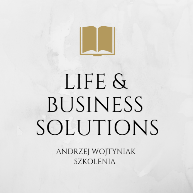 LIFE &
BUSINESS
SOLUTIONS
ANDRZEJ WOJTYNIAK
SZKOLENIA